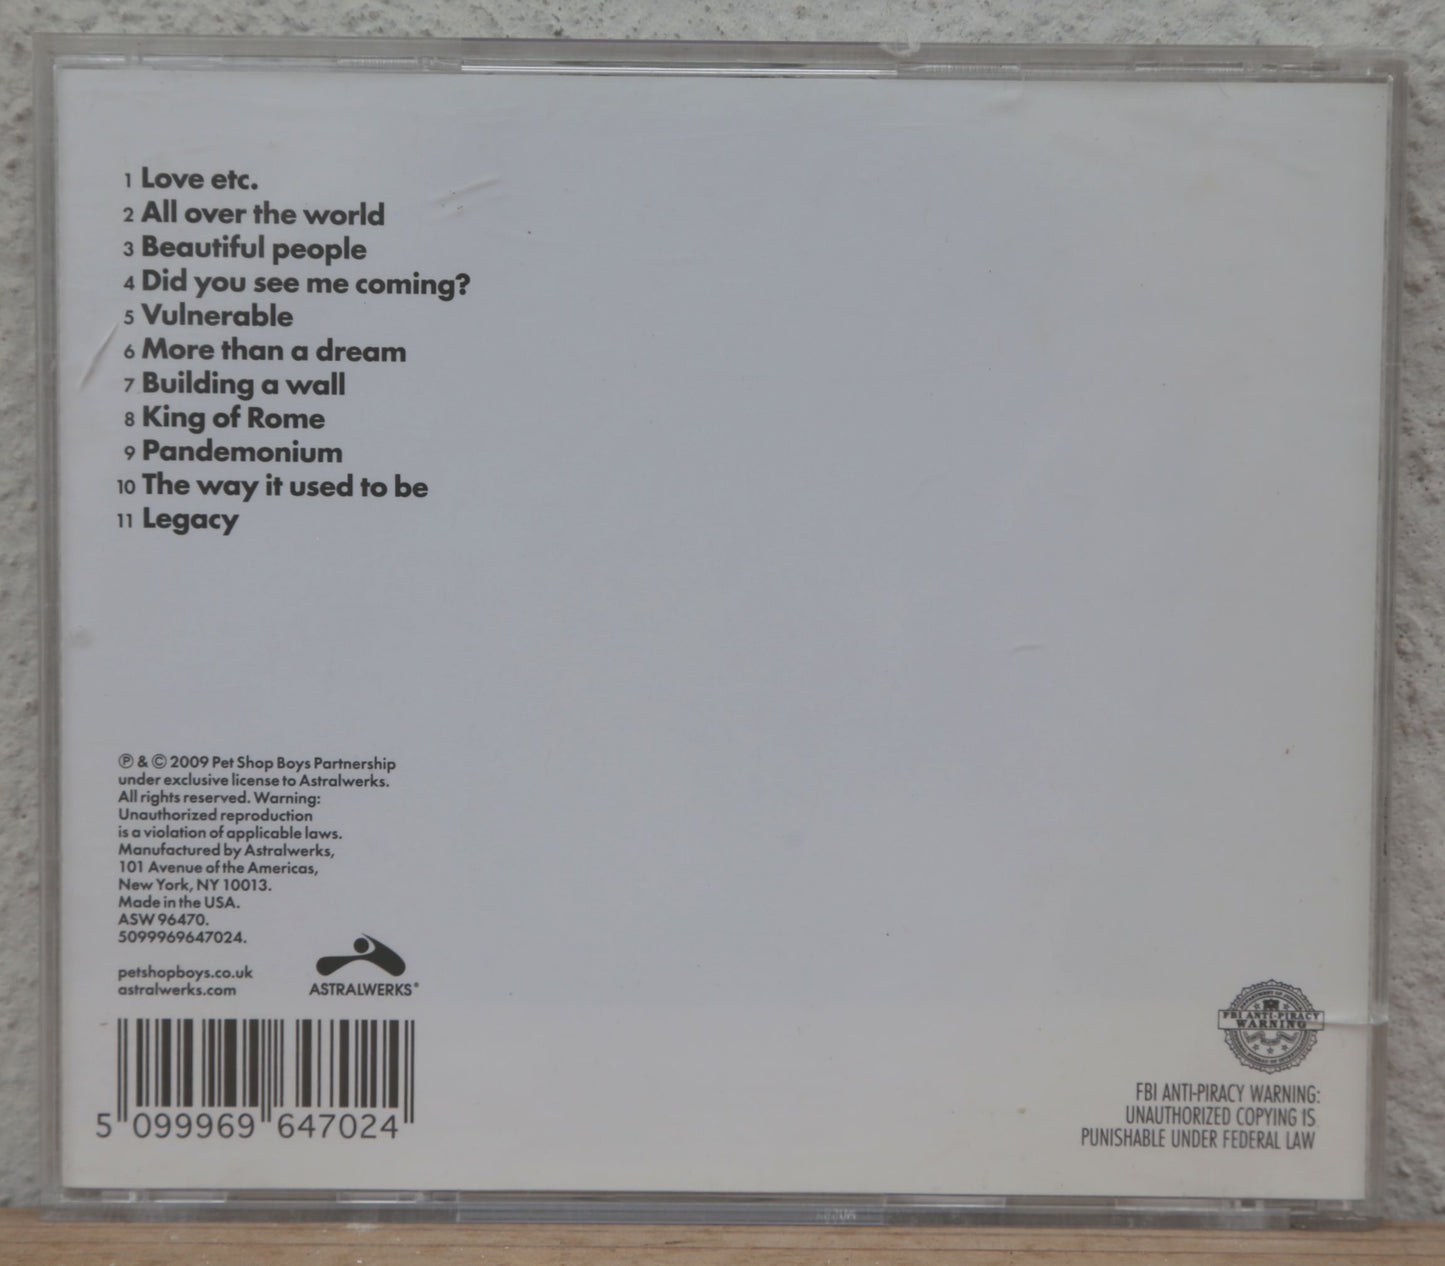 1 Love etc.
2 All over the world
3 Beautiful people
4 Did you see me coming?
5 Vulnerable
6 More than a dream
7 Building a wall
8 King of Rome
9 Pandemonium
10 The way it used to be
11 Legacy
℗ & © 2009 Pet Shop Boys Partnership
under exclusive license to Astralwerks.
All rights reserved. Warning:
Unauthorized reproduction
is a violation of applicable laws.
Manufactured by Astralwerks,
101 Avenue of the Americas,
New York, NY 10013.
Made in the USA.
ASW 96470.
5099969647024.
petshopboys.co.uk
astralwerks.com
ASTRALWERKS®
5 099969 647024
FBI ANTI-PIRACY
WARNING
FBI ANTI-PIRACY WARNING:
UNAUTHORIZED COPYING IS
PUNISHABLE UNDER FEDERAL LAW